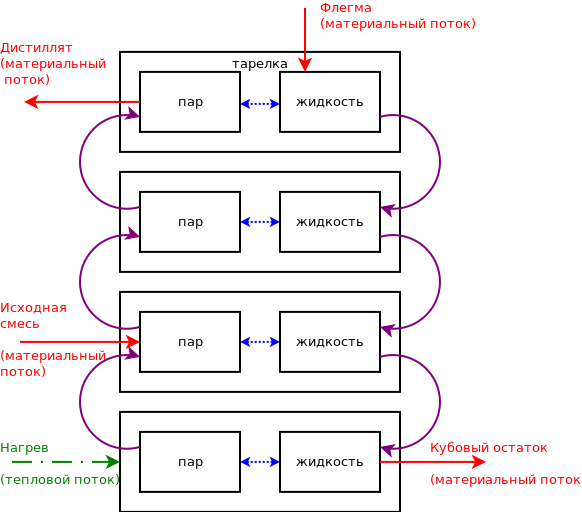 Флегма
(материальный поток)
Дистиллят
(материальный
поток)
тарелка
пар
жидкость
пар
жидкость
Исходная
смесь
(материальный
поток)
пар
жидкость
Нагрев
(тепловой поток)
пар
жидкость
Кубовый остаток
(материальный поток